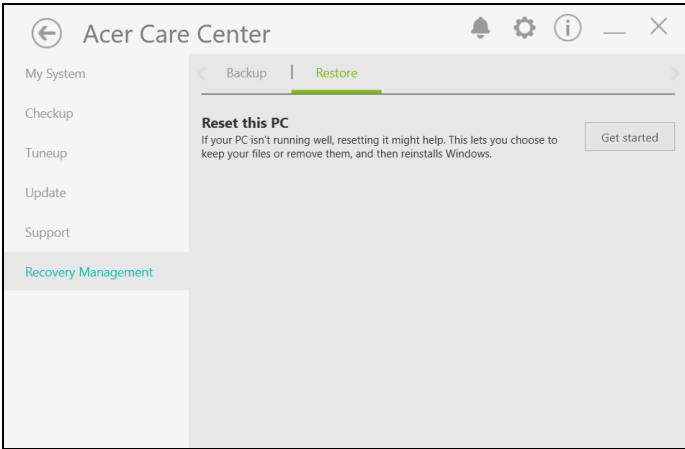 Acer Care Center
My System
Backup | Restore
Checkup
Reset this PC
If your PC isn't running well, resetting it might help. This lets you choose to
keep your files or remove them, and then reinstalls Windows.
Get started
Tuneup
Update
Support
Recovery Management